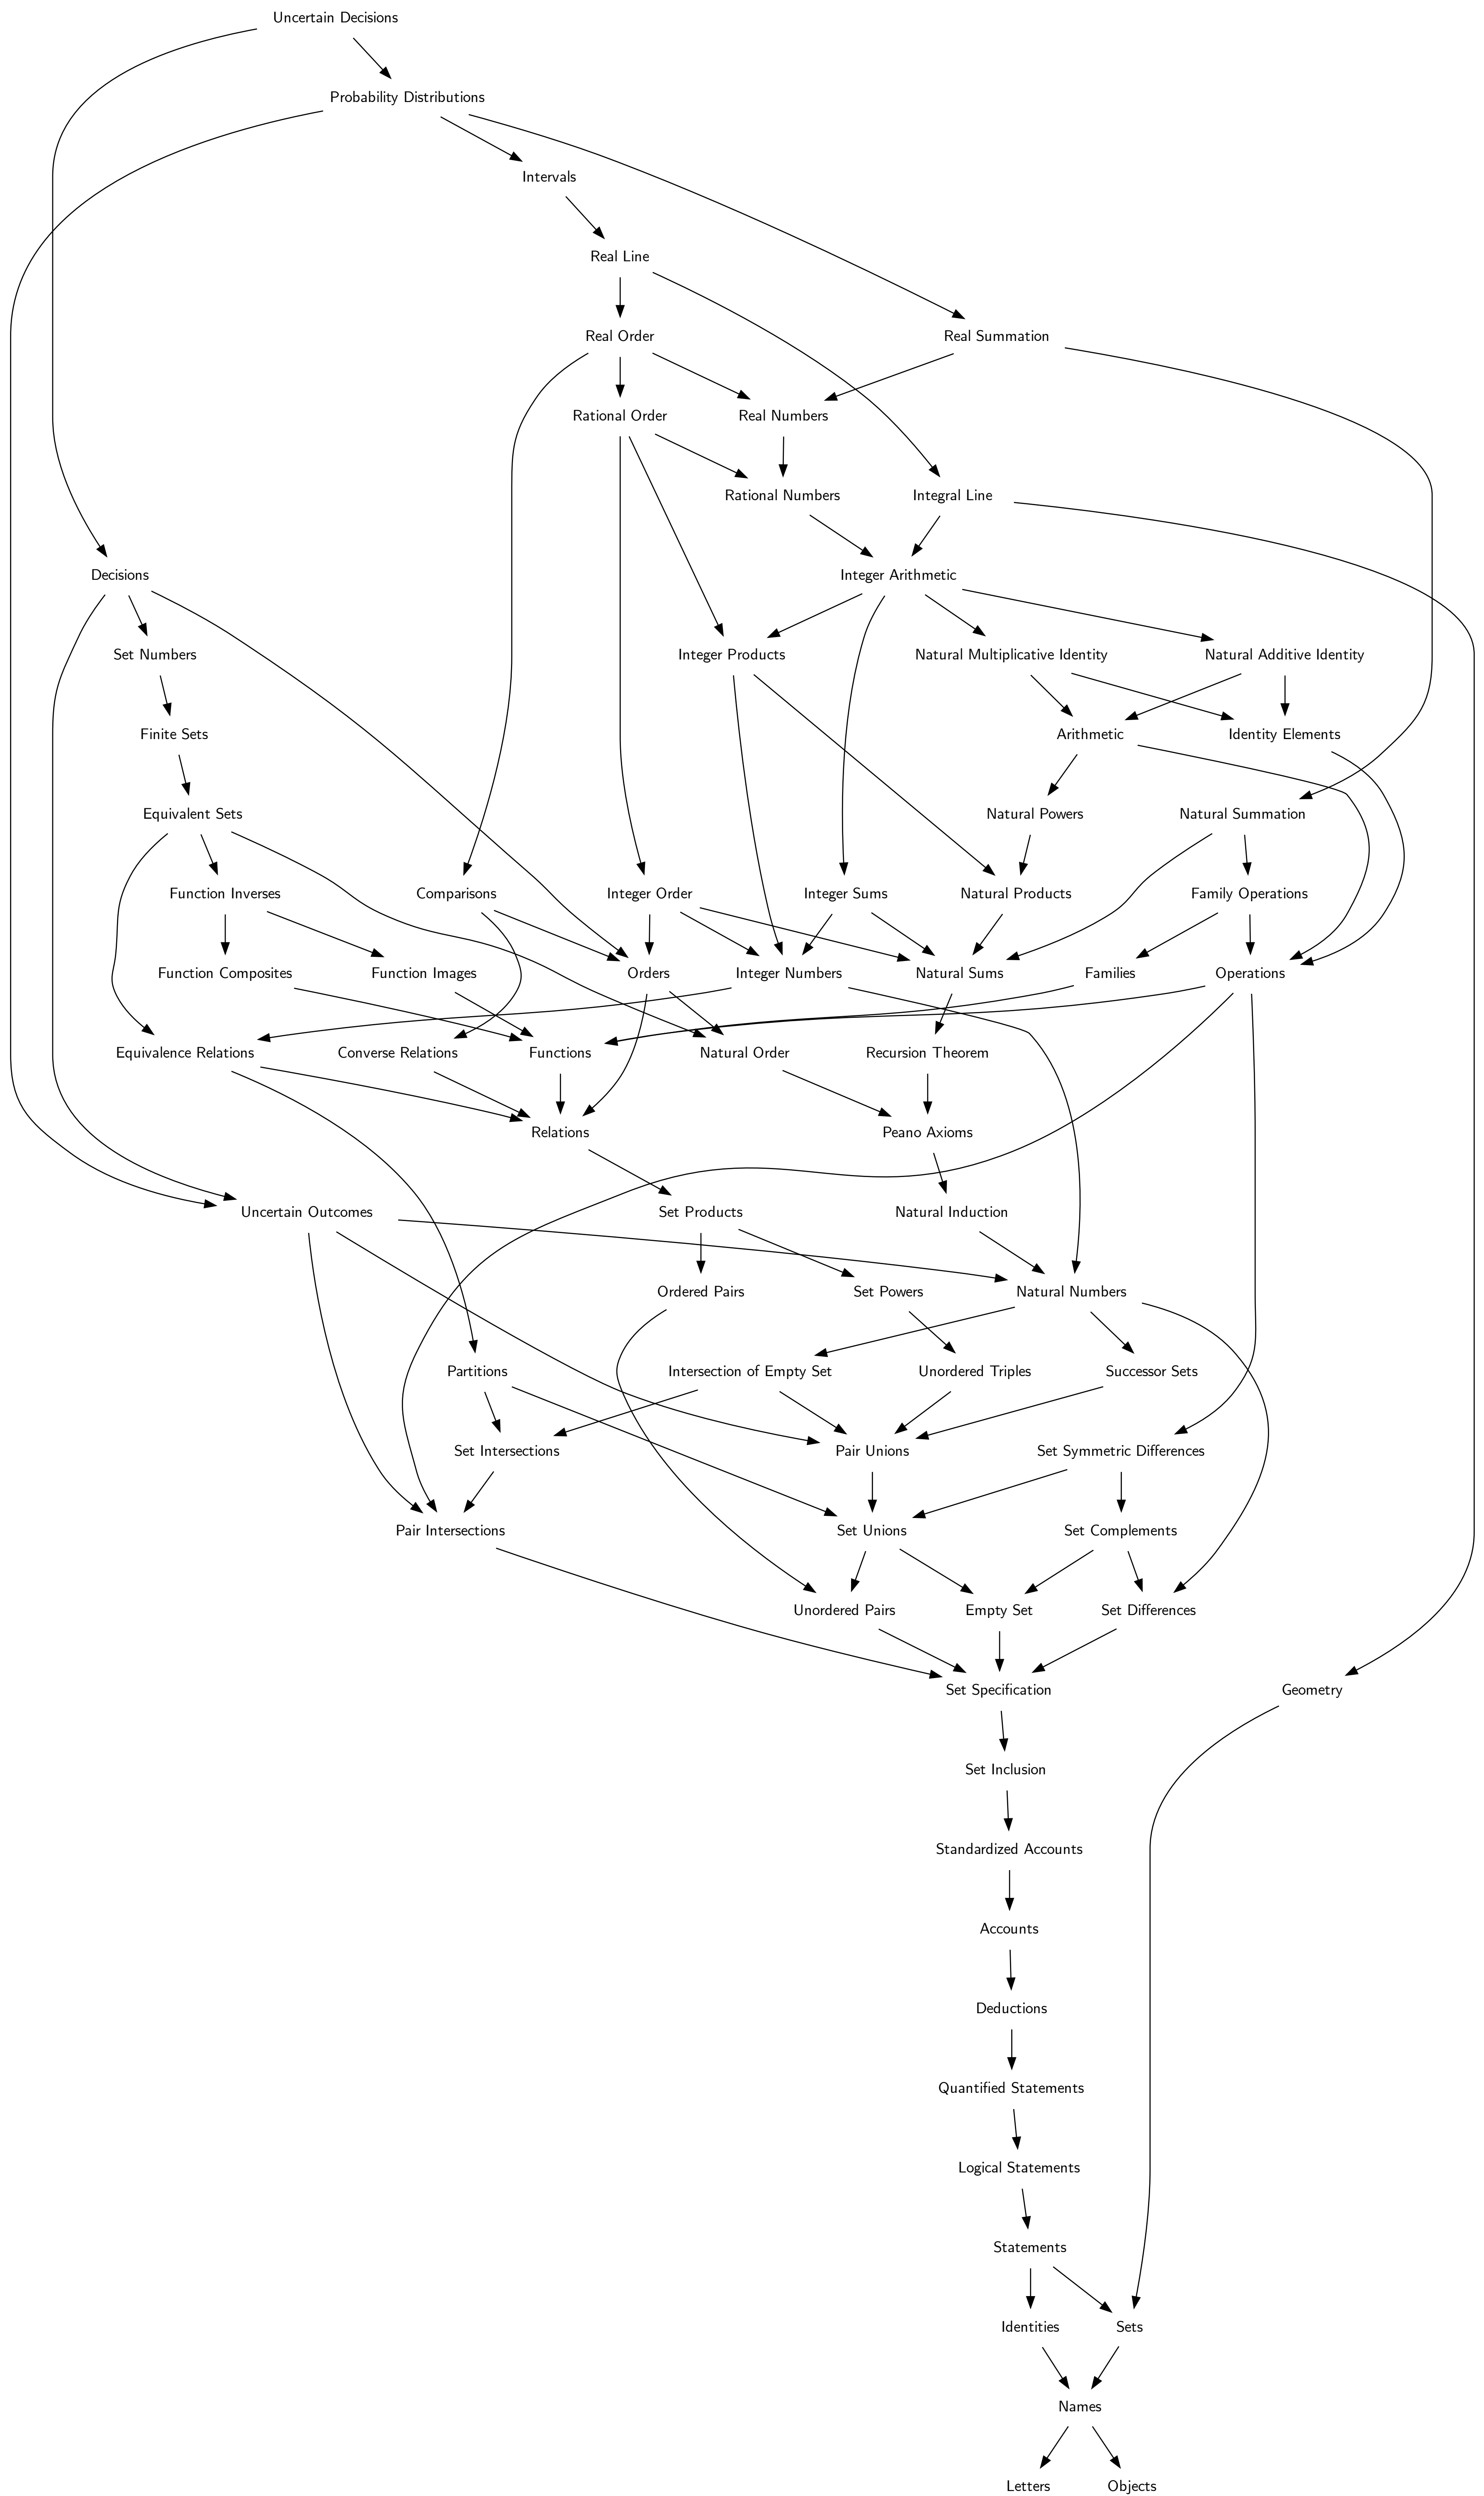 Uncertain Decisions
Probability Distributions
Intervals
Real Line
Real Order
Real Summation
Rational Order
Real Numbers
Rational Numbers
Integral Line
Decisions
Integer Arithmetic
Set Numbers
Integer Products
Natural Multiplicative Identity
Natural Additive Identity
Finite Sets
Arithmetic
Identity Elements
Equivalent Sets
Natural Powers
Natural Summation
Function Inverses
Comparisons
Integer Order
Integer Sums
Natural Products
Family Operations
Function Composites
Function Images
Orders
Integer Numbers
Natural Sums
Families
Operations
Equivalence Relations
Converse Relations
Functions
Natural Order
Recursion Theorem
Relations
Peano Axioms
Uncertain Outcomes
Set Products
Natural Induction
Ordered Pairs
Set Powers
Natural Numbers
Partitions
Intersection of Empty Set
Unordered Triples
Successor Sets
Set Intersections
Pair Unions
Set Symmetric Differences
Pair Intersections
Set Unions
Set Complements
Unordered Pairs
Empty Set
Set Differences
Set Specification
Geometry
Set Inclusion
Standardized Accounts
Accounts
Deductions
Quantified Statements
Logical Statements
Statements
Identities
Sets
Names
Letters
Objects